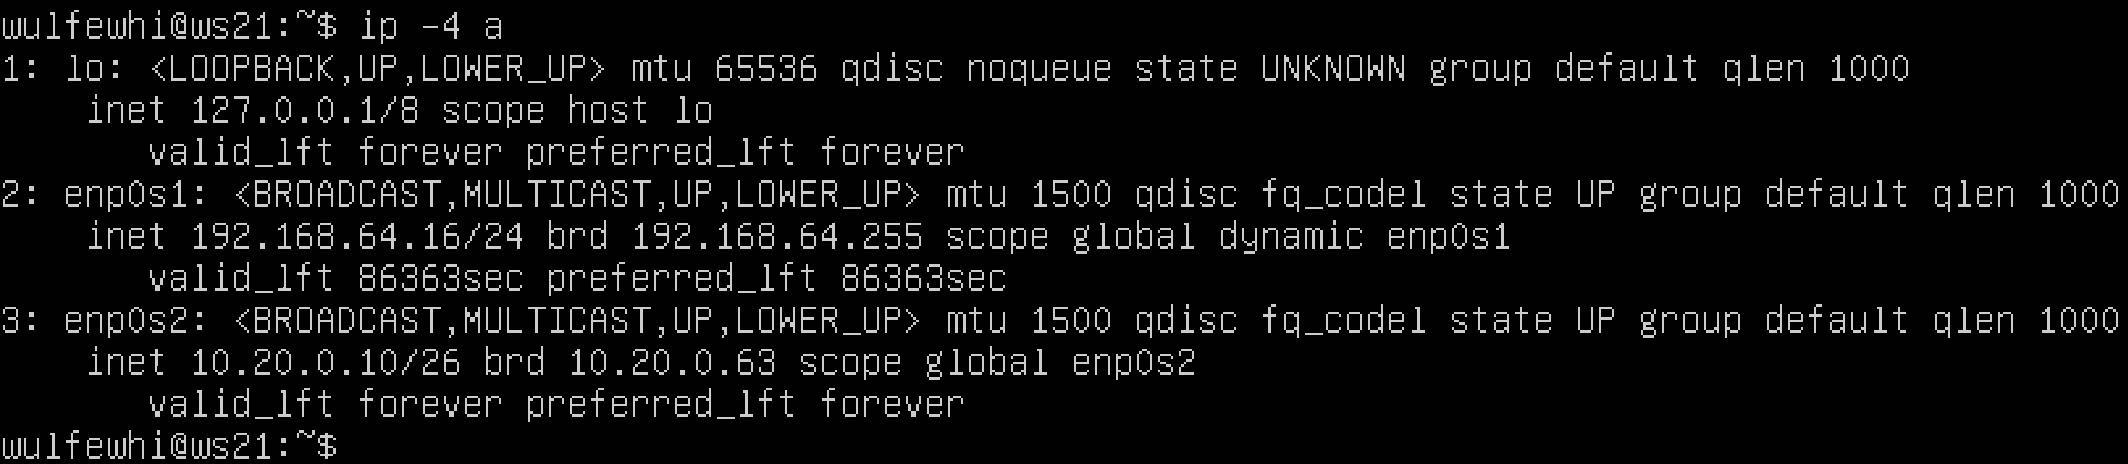 wulfewhi@ws21:~$ ip -4 a
1: lo: <LOOPBACK,UP,LOWER_UP> mtu 65536 qdisc noqueue state UNKNOWN group default qlen 1000
    inet 127.0.0.1/8 scope host lo
       valid_lft forever preferred_lft forever
2: enp0s1: <BROADCAST,MULTICAST,UP,LOWER_UP> mtu 1500 qdisc fq_codel state UP group default qlen 1000
    inet 192.168.64.16/24 brd 192.168.64.255 scope global dynamic enp0s1
       valid_lft 86363sec preferred_lft 86363sec
3: enp0s2: <BROADCAST,MULTICAST,UP,LOWER_UP> mtu 1500 qdisc fq_codel state UP group default qlen 1000
    inet 10.20.0.10/26 brd 10.20.0.63 scope global enp0s2
       valid_lft forever preferred_lft forever
wulfewhi@ws21:~$